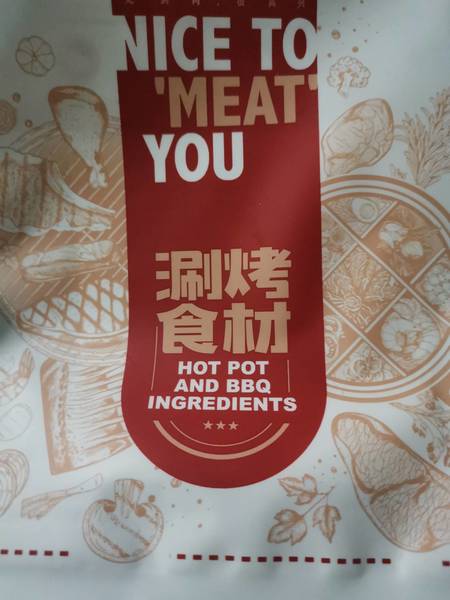 NICE TO
'MEAT'
YOU
涮烤
食材
HOT POT
AND BBQ
INGREDIENTS